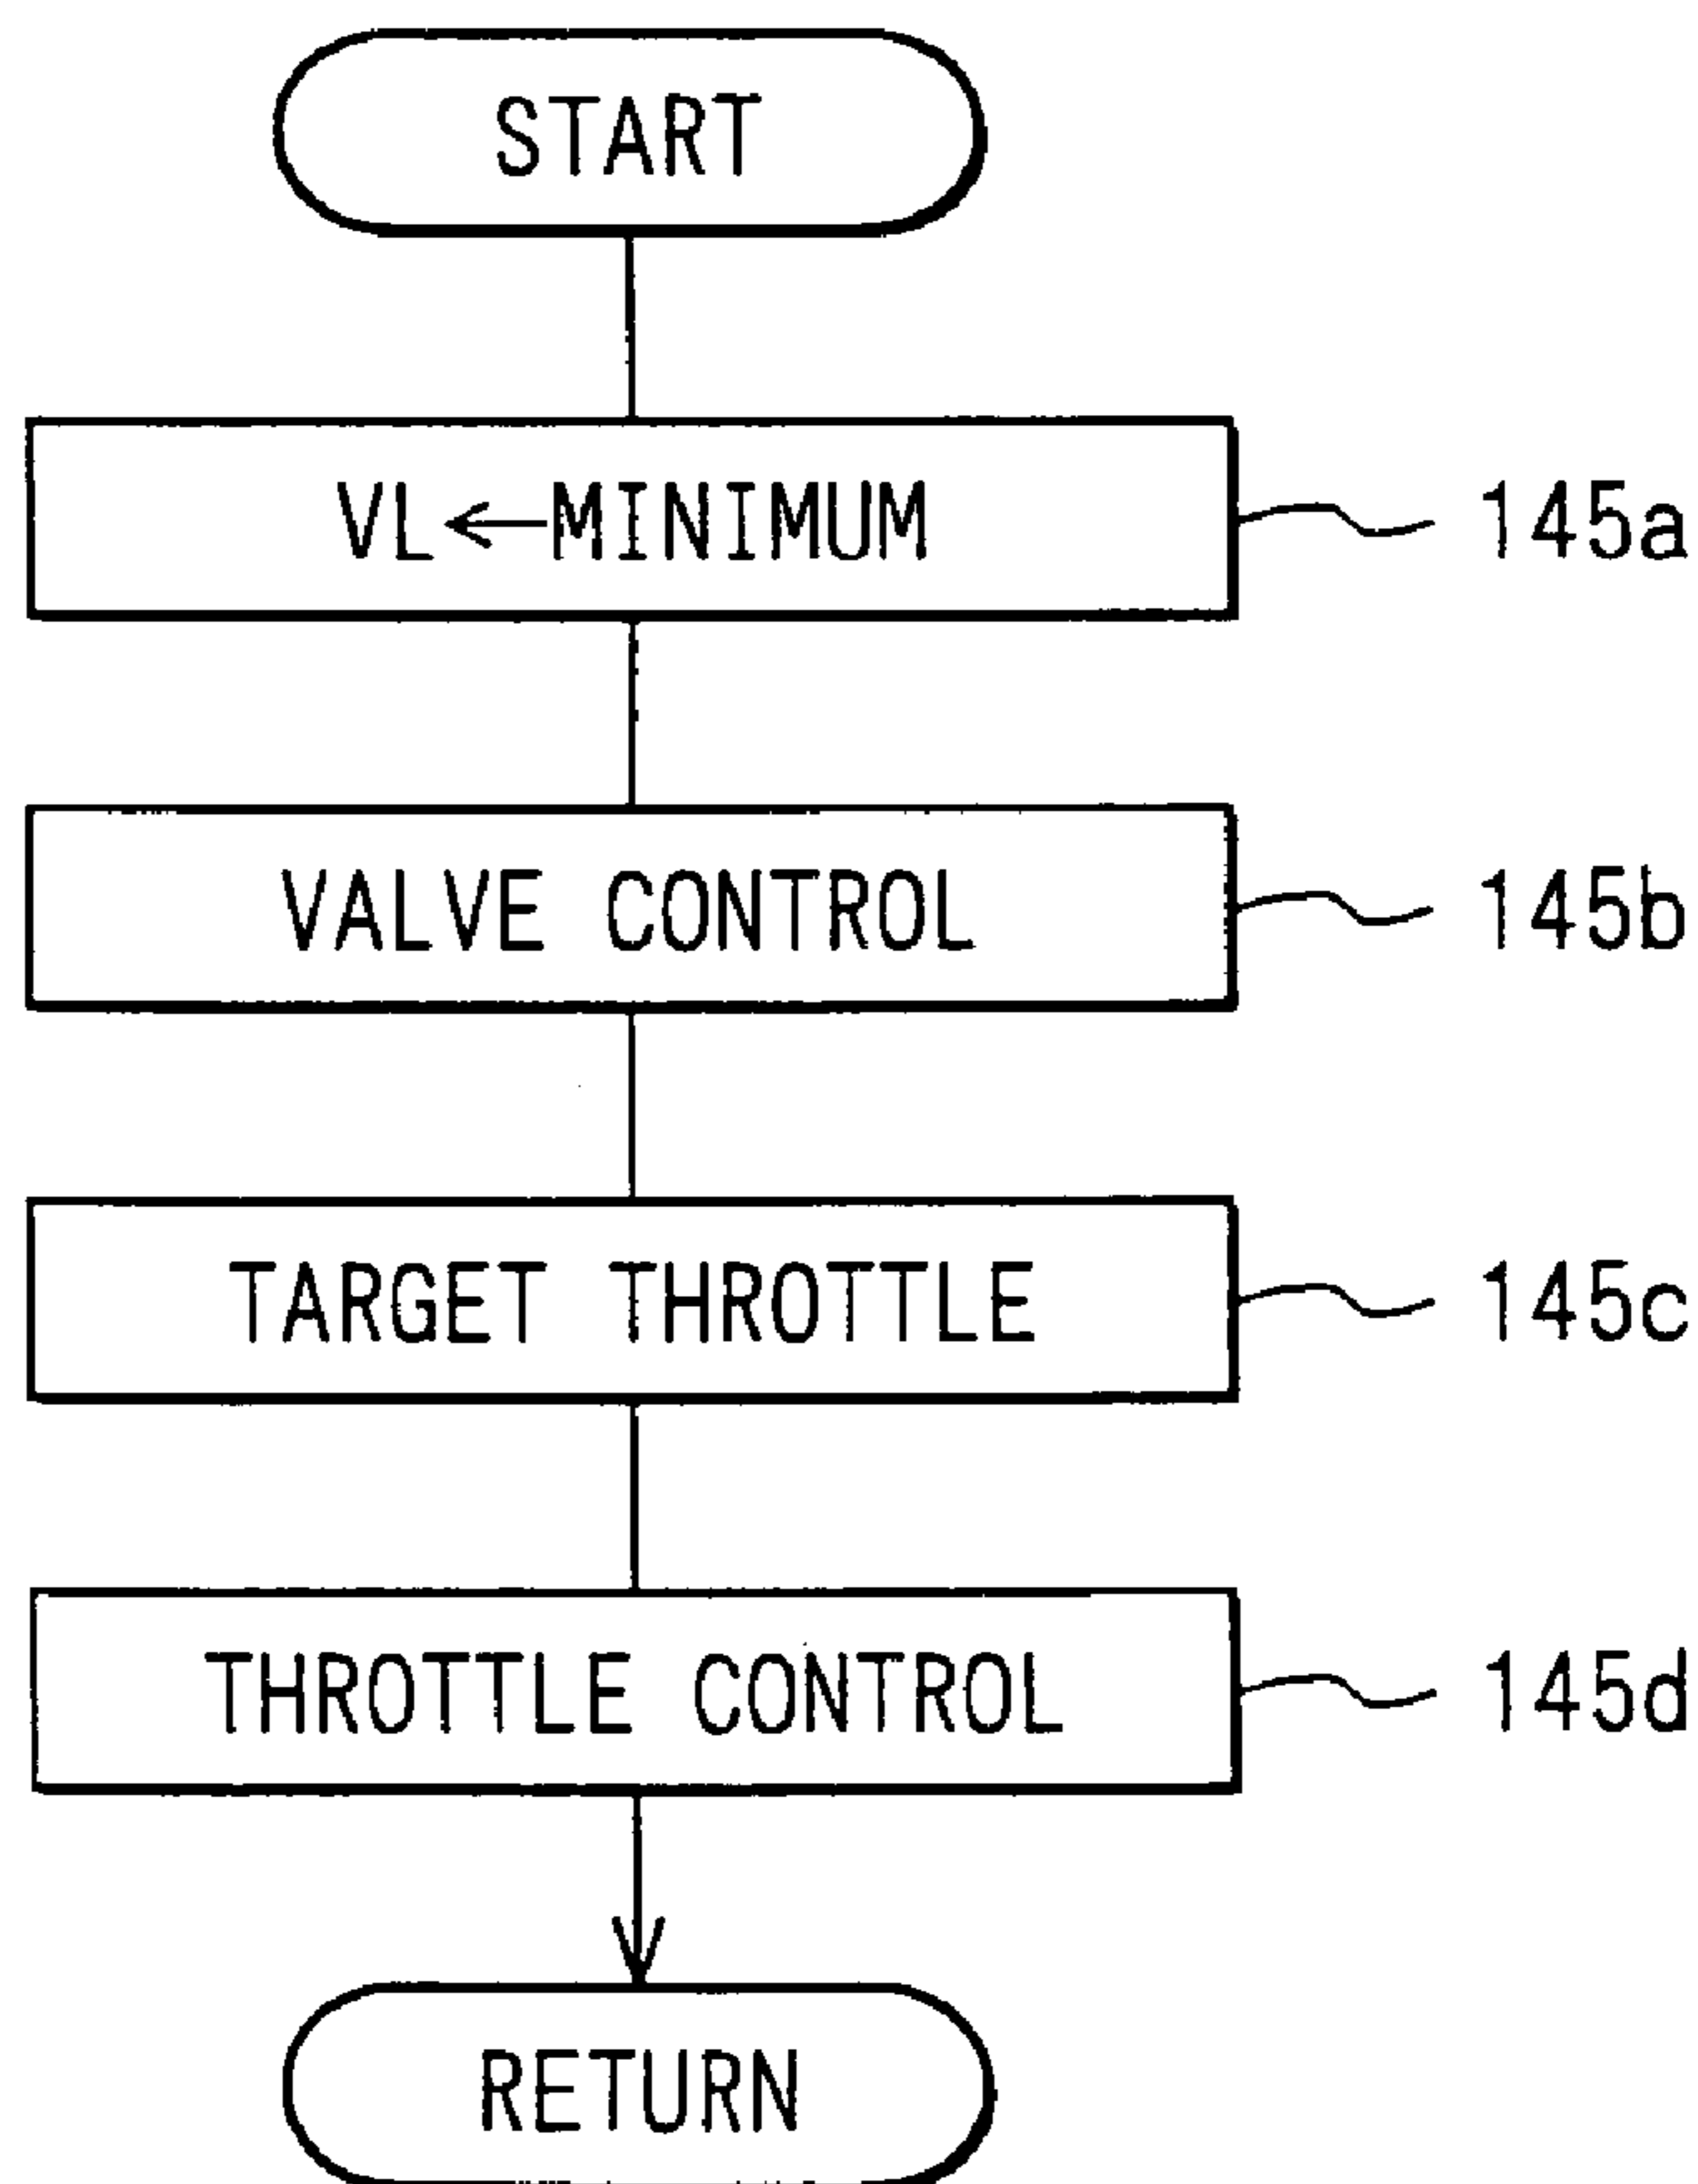 START
VL←MINIMUM 145a
VALVE CONTROL 145b
TARGET THROTTLE 145c
THROTTLE CONTROL 145d
RETURN